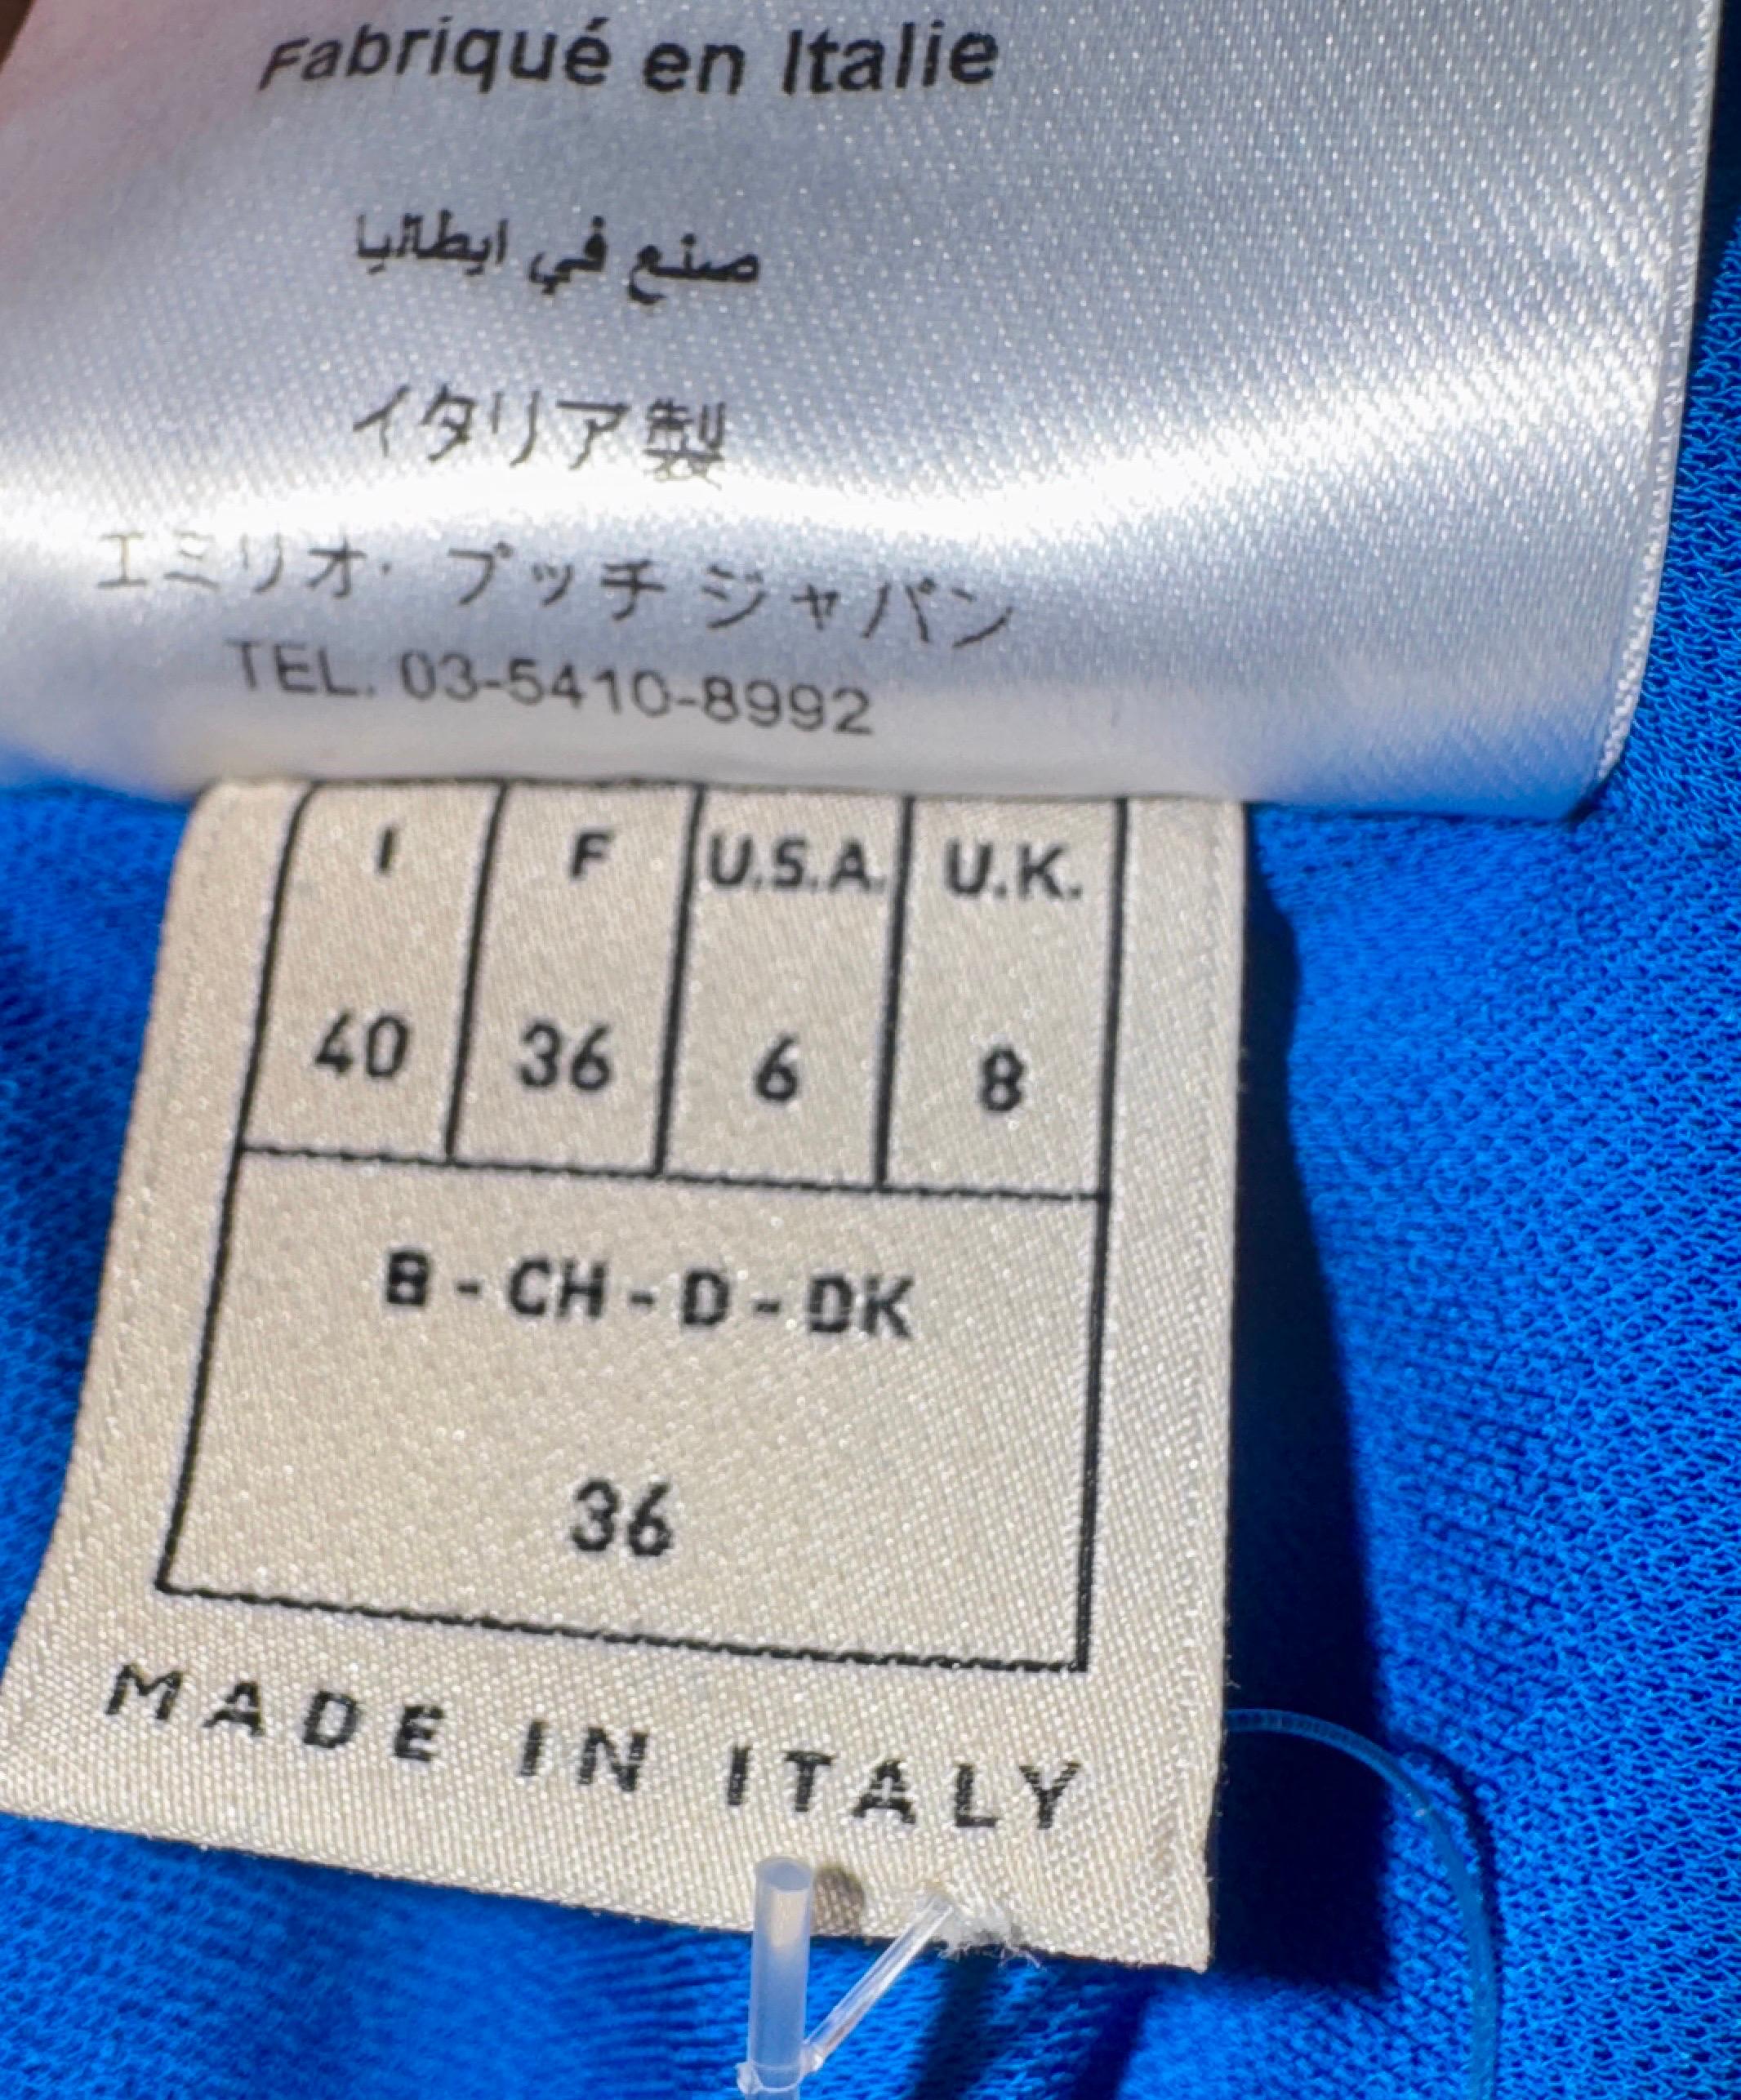 Fabriqué en Italie
صنع في ايطاليا
イタリア製
エミリオ・プッチ ジャパン
TEL. 03-5410-8992
I F U.S.A. U.K.
40 36 6 8
B - CH - D - DK
36
MADE IN ITALY